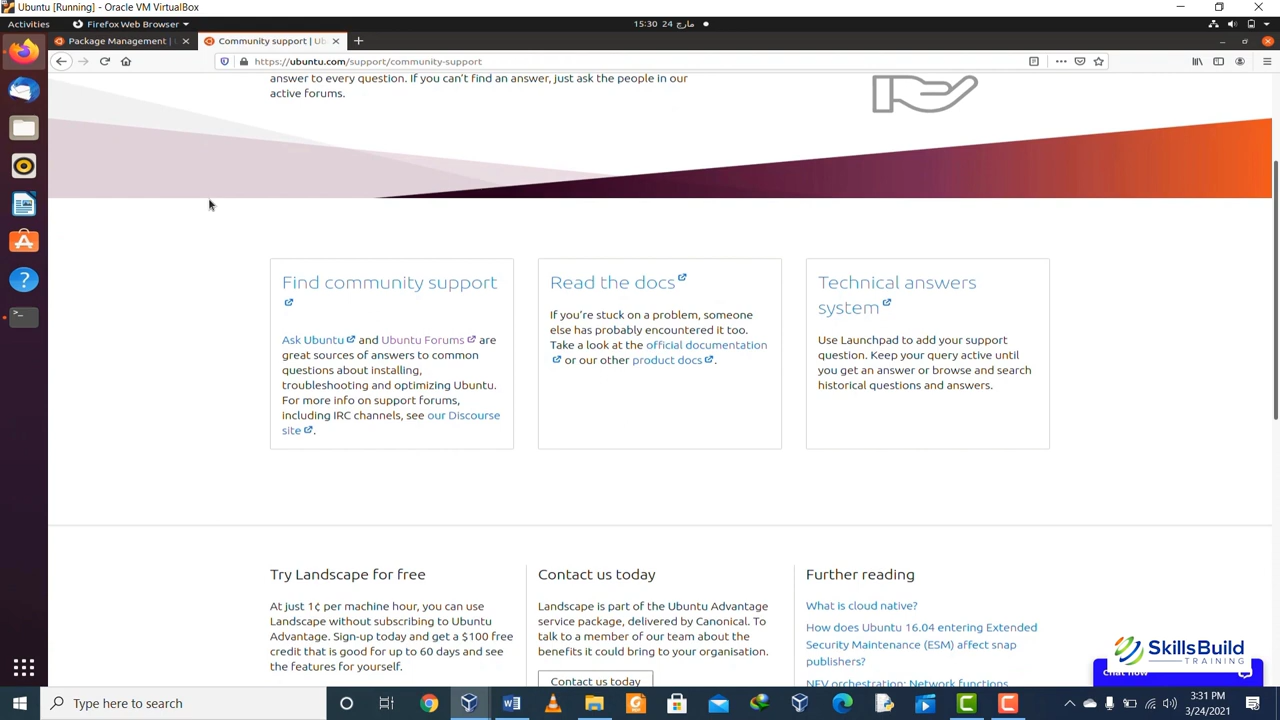 Ubuntu [Running] - Oracle VM VirtualBox
Activities
Firefox Web Browser
15:30 24 مارچ
Package Management |
Community support | Ub
https://ubuntu.com/support/community-support
answer to every question. If you can't find an answer, just ask the people in our
active forums.
Find community support
Ask Ubuntu and Ubuntu Forums are
great sources of answers to common
questions about installing,
troubleshooting and optimizing Ubuntu.
For more info on support forums,
including IRC channels, see our Discourse
site.
Read the docs
If you're stuck on a problem, someone
else has probably encountered it too.
Take a look at the official documentation
or our other product docs.
Technical answers
system
Use Launchpad to add your support
question. Keep your query active until
you get an answer or browse and search
historical questions and answers.
Try Landscape for free
At just 1¢ per machine hour, you can use
Landscape without subscribing to Ubuntu
Advantage. Sign-up today and get a $100 free
credit that is good for up to 60 days and see
the features for yourself.
Contact us today
Landscape is part of the Ubuntu Advantage
service package, delivered by Canonical. To
talk to a member of our team about the
benefits it could bring to your organisation.
Contact us today
Further reading
What is cloud native?
How does Ubuntu 16.04 entering Extended
Security Maintenance (ESM) affect snap
publishers?
NFV orchestration: Network functions
SkillsBuild
TRAINING
Chat now
Type here to search
3:31 PM
3/24/2021